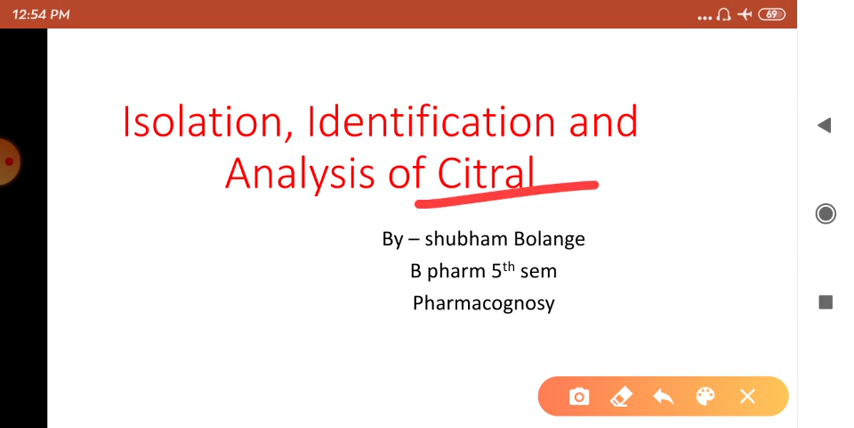 12:54 PM
69
Isolation, Identification and
Analysis of Citral
By – shubham Bolange
B pharm 5th sem
Pharmacognosy